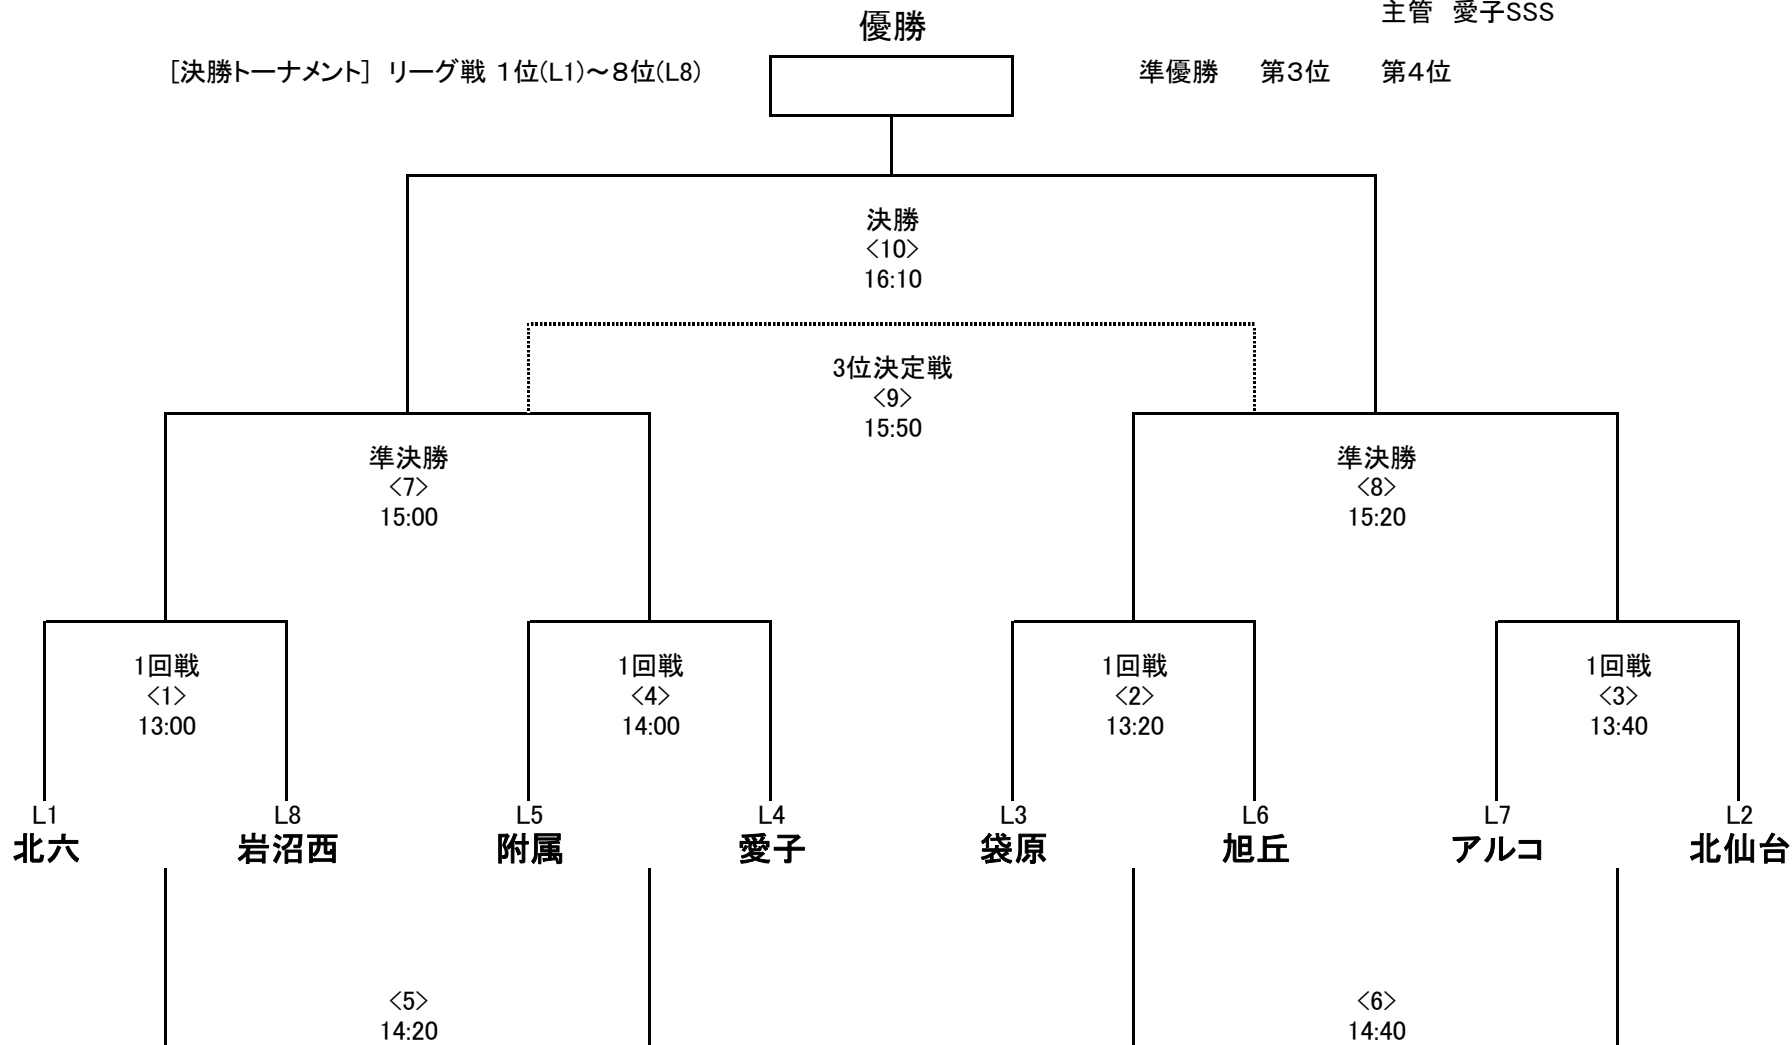 主管 愛子SSS
優勝
[決勝トーナメント] リーグ戦 1位(L1)～8位(L8)
準優勝 第3位 第4位
決勝
<10>
16:10
3位決定戦
<9>
15:50
準決勝
<7>
15:00
準決勝
<8>
15:20
1回戦
<1>
13:00
1回戦
<4>
14:00
1回戦
<2>
13:20
1回戦
<3>
13:40
L1 L8 L5 L4 L3 L6 L7 L2
北六 岩沼西 附属 愛子 袋原 旭丘 アルコ 北仙台
<5>
14:20
<6>
14:40